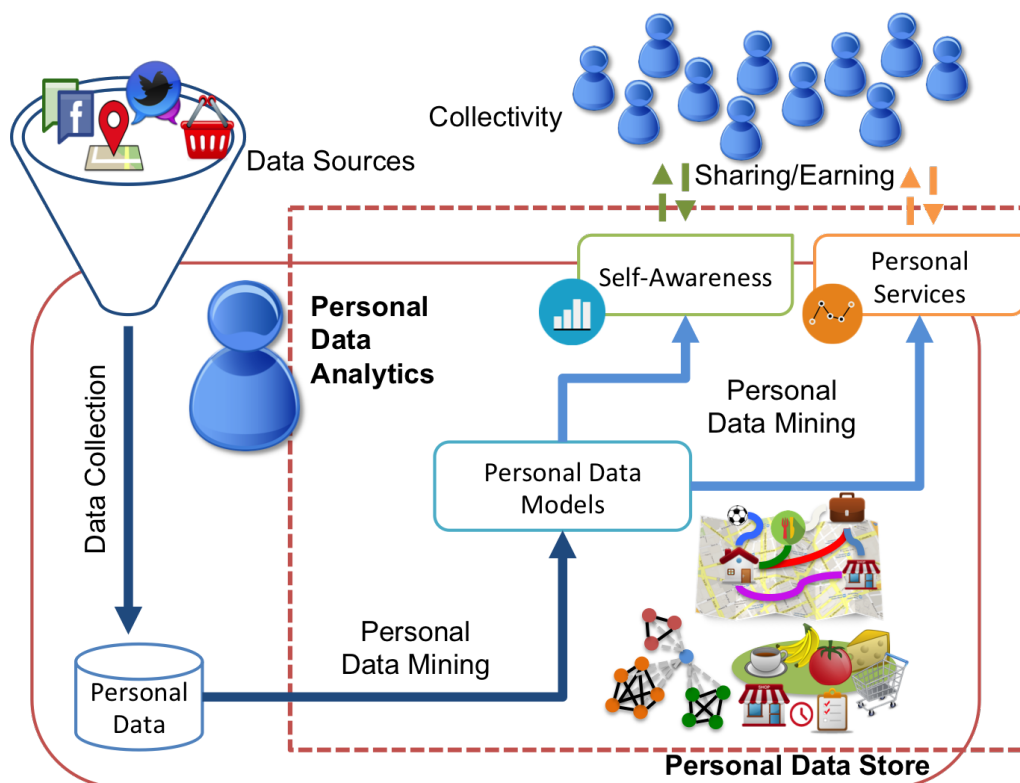 Collectivity
Data Sources
Sharing/Earning
Self-Awareness
Personal
Services
Personal
Data
Analytics
Data Collection
Personal
Data Mining
Personal Data
Models
Personal
Data Mining
Personal
Data
SHOP
Personal Data Store